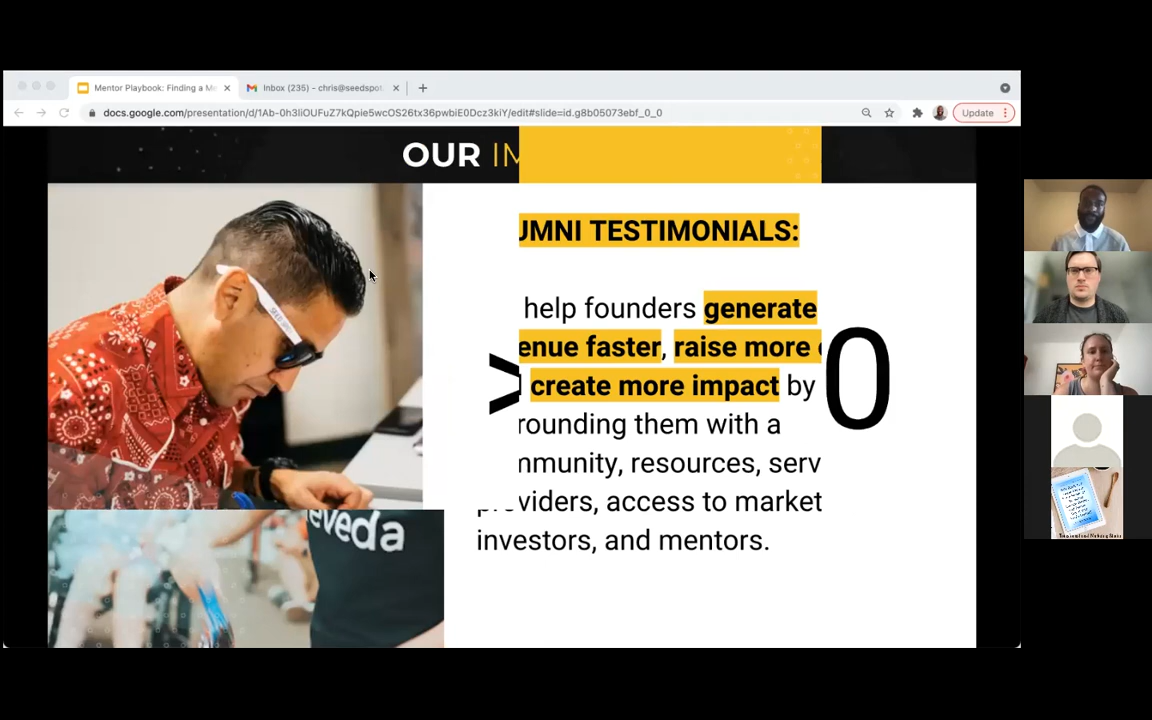 Mentor Playbook: Finding a Me
Inbox (235) - chris@seedspot.
docs.google.com/presentation/d/1Ab-0h3liOUFuZ7kQpie5wcOS26tx36pwbiE0Dcz3kiY/edit#slide=id.g8b05073ebf_0_0
Update
OUR IM
UMNI TESTIMONIALS:
help founders generate
enue faster, raise more
create more impact by
> 0
rounding them with a
mmunity, resources, serv
providers, access to market
investors, and mentors.
eveda